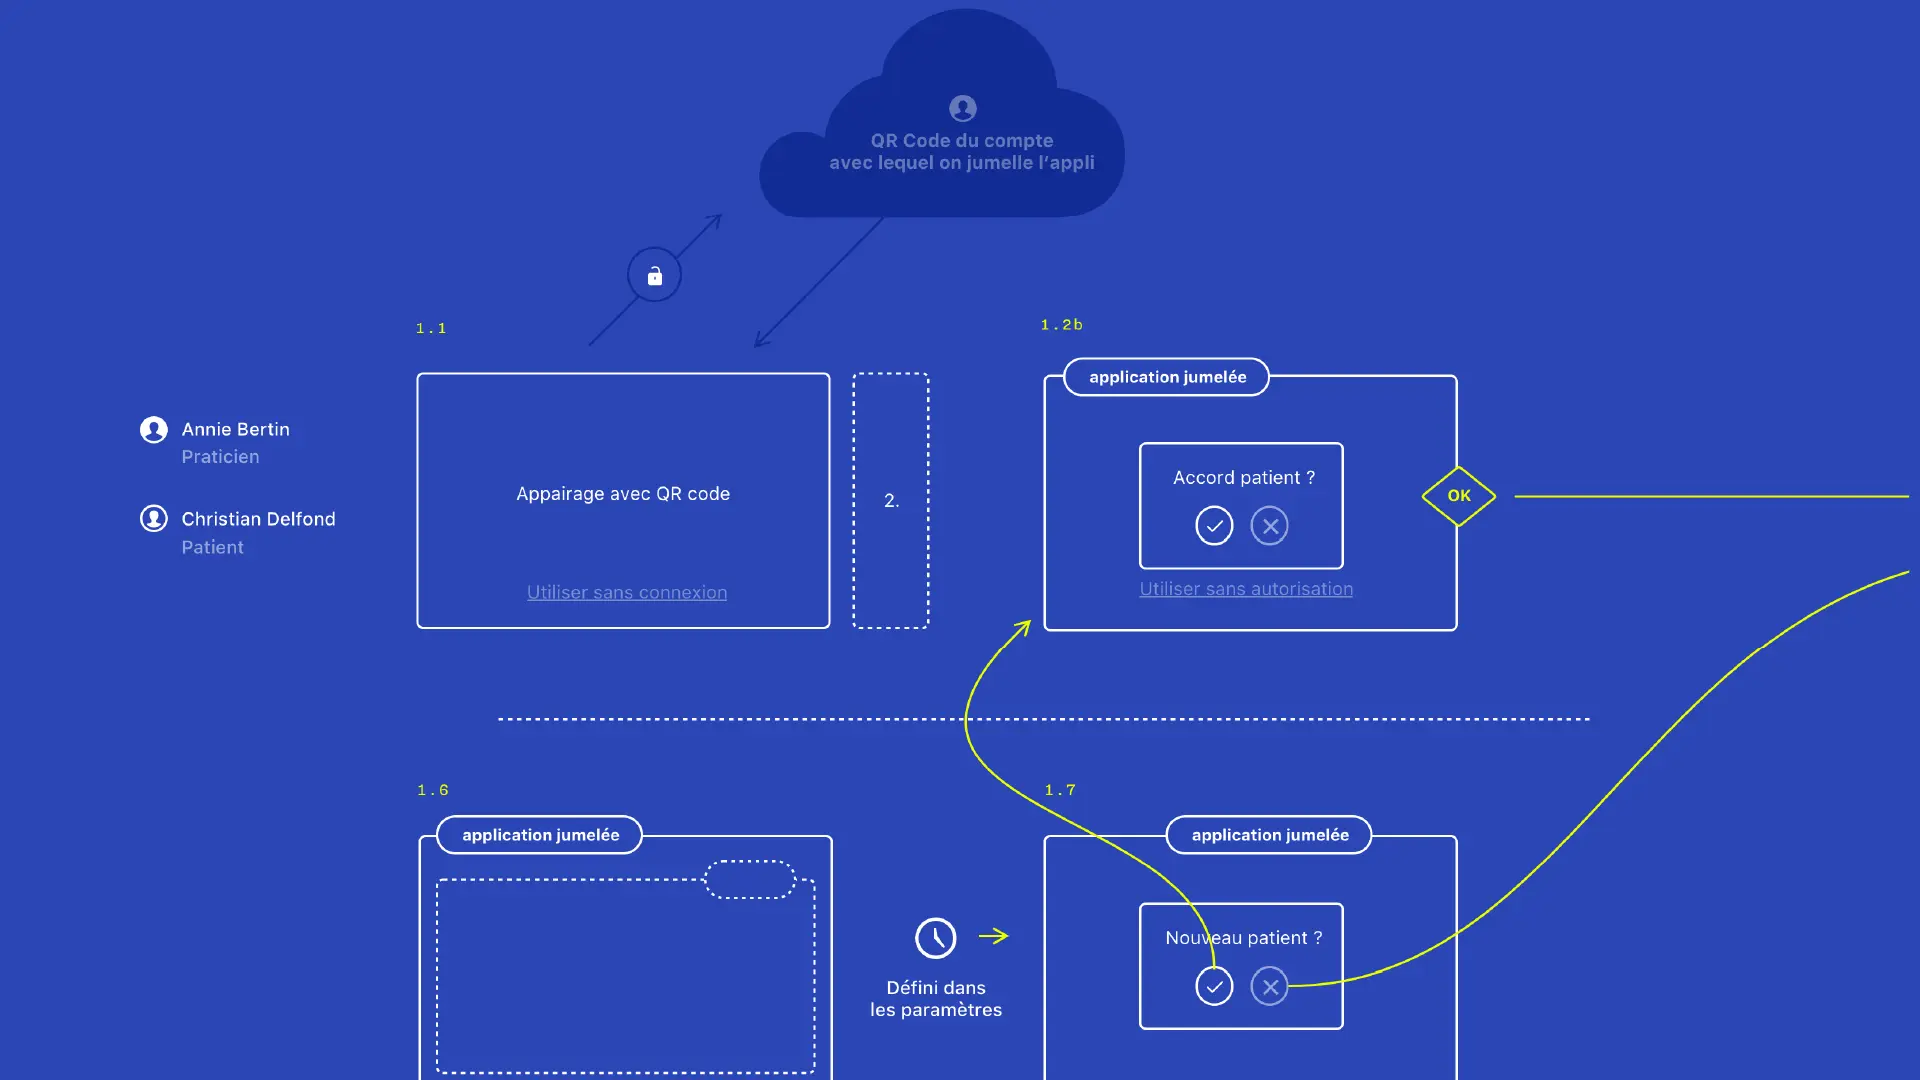 QR Code du compte
avec lequel on jumelle l’appli
1.1
1.2b
application jumelée
Annie Bertin
Praticien
Christian Delfond
Patient
Appairage avec QR code
Utiliser sans connexion
2.
Accord patient ?
Utiliser sans autorisation
OK
1.6
1.7
application jumelée
application jumelée
Défini dans
les paramètres
Nouveau patient ?